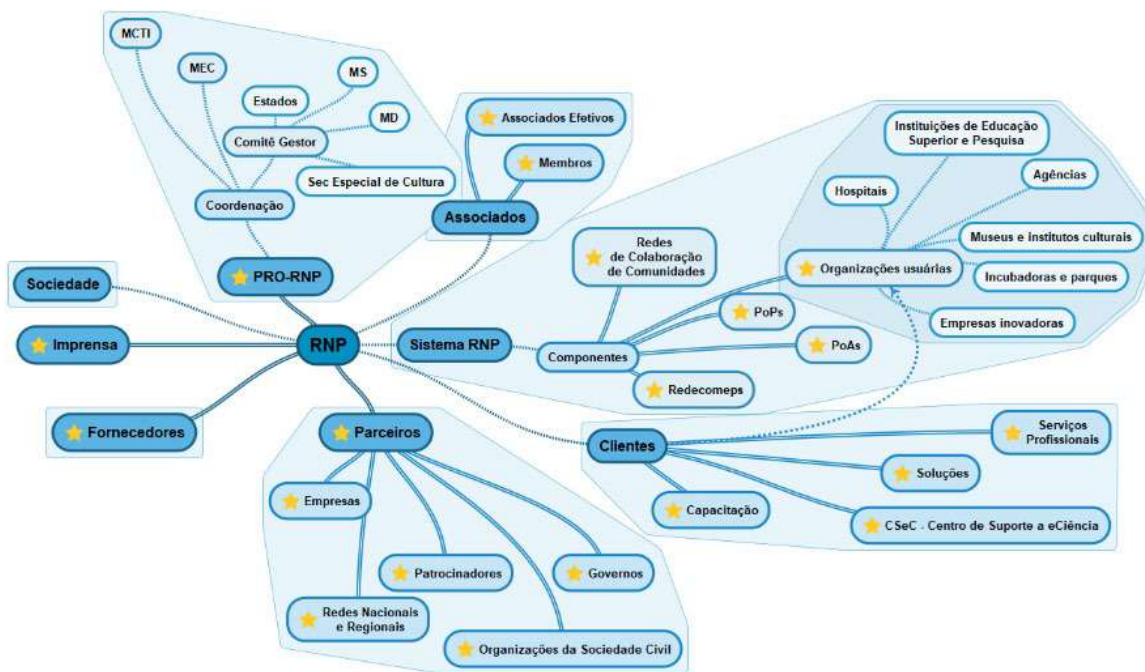 MCTI
MEC
MS
Estados
MD
Comitê Gestor
Sec Especial de Cultura
Coordenação
PRO-RNP
Associados Efetivos
Membros
Associados
Instituições de Educação
Superior e Pesquisa
Agências
Hospitais
Museus e institutos culturais
Organizações usuárias
Incubadoras e parques
Empresas inovadoras
Redes
de Colaboração
de Comunidades
PoPs
PoAs
Redecomeps
Componentes
Sistema RNP
Sociedade
Imprensa
RNP
Fornecedores
Parceiros
Empresas
Patrocinadores
Governos
Redes Nacionais
e Regionais
Organizações da Sociedade Civil
Clientes
Serviços
Profissionais
Soluções
Capacitação
CSeC - Centro de Suporte a eCiência